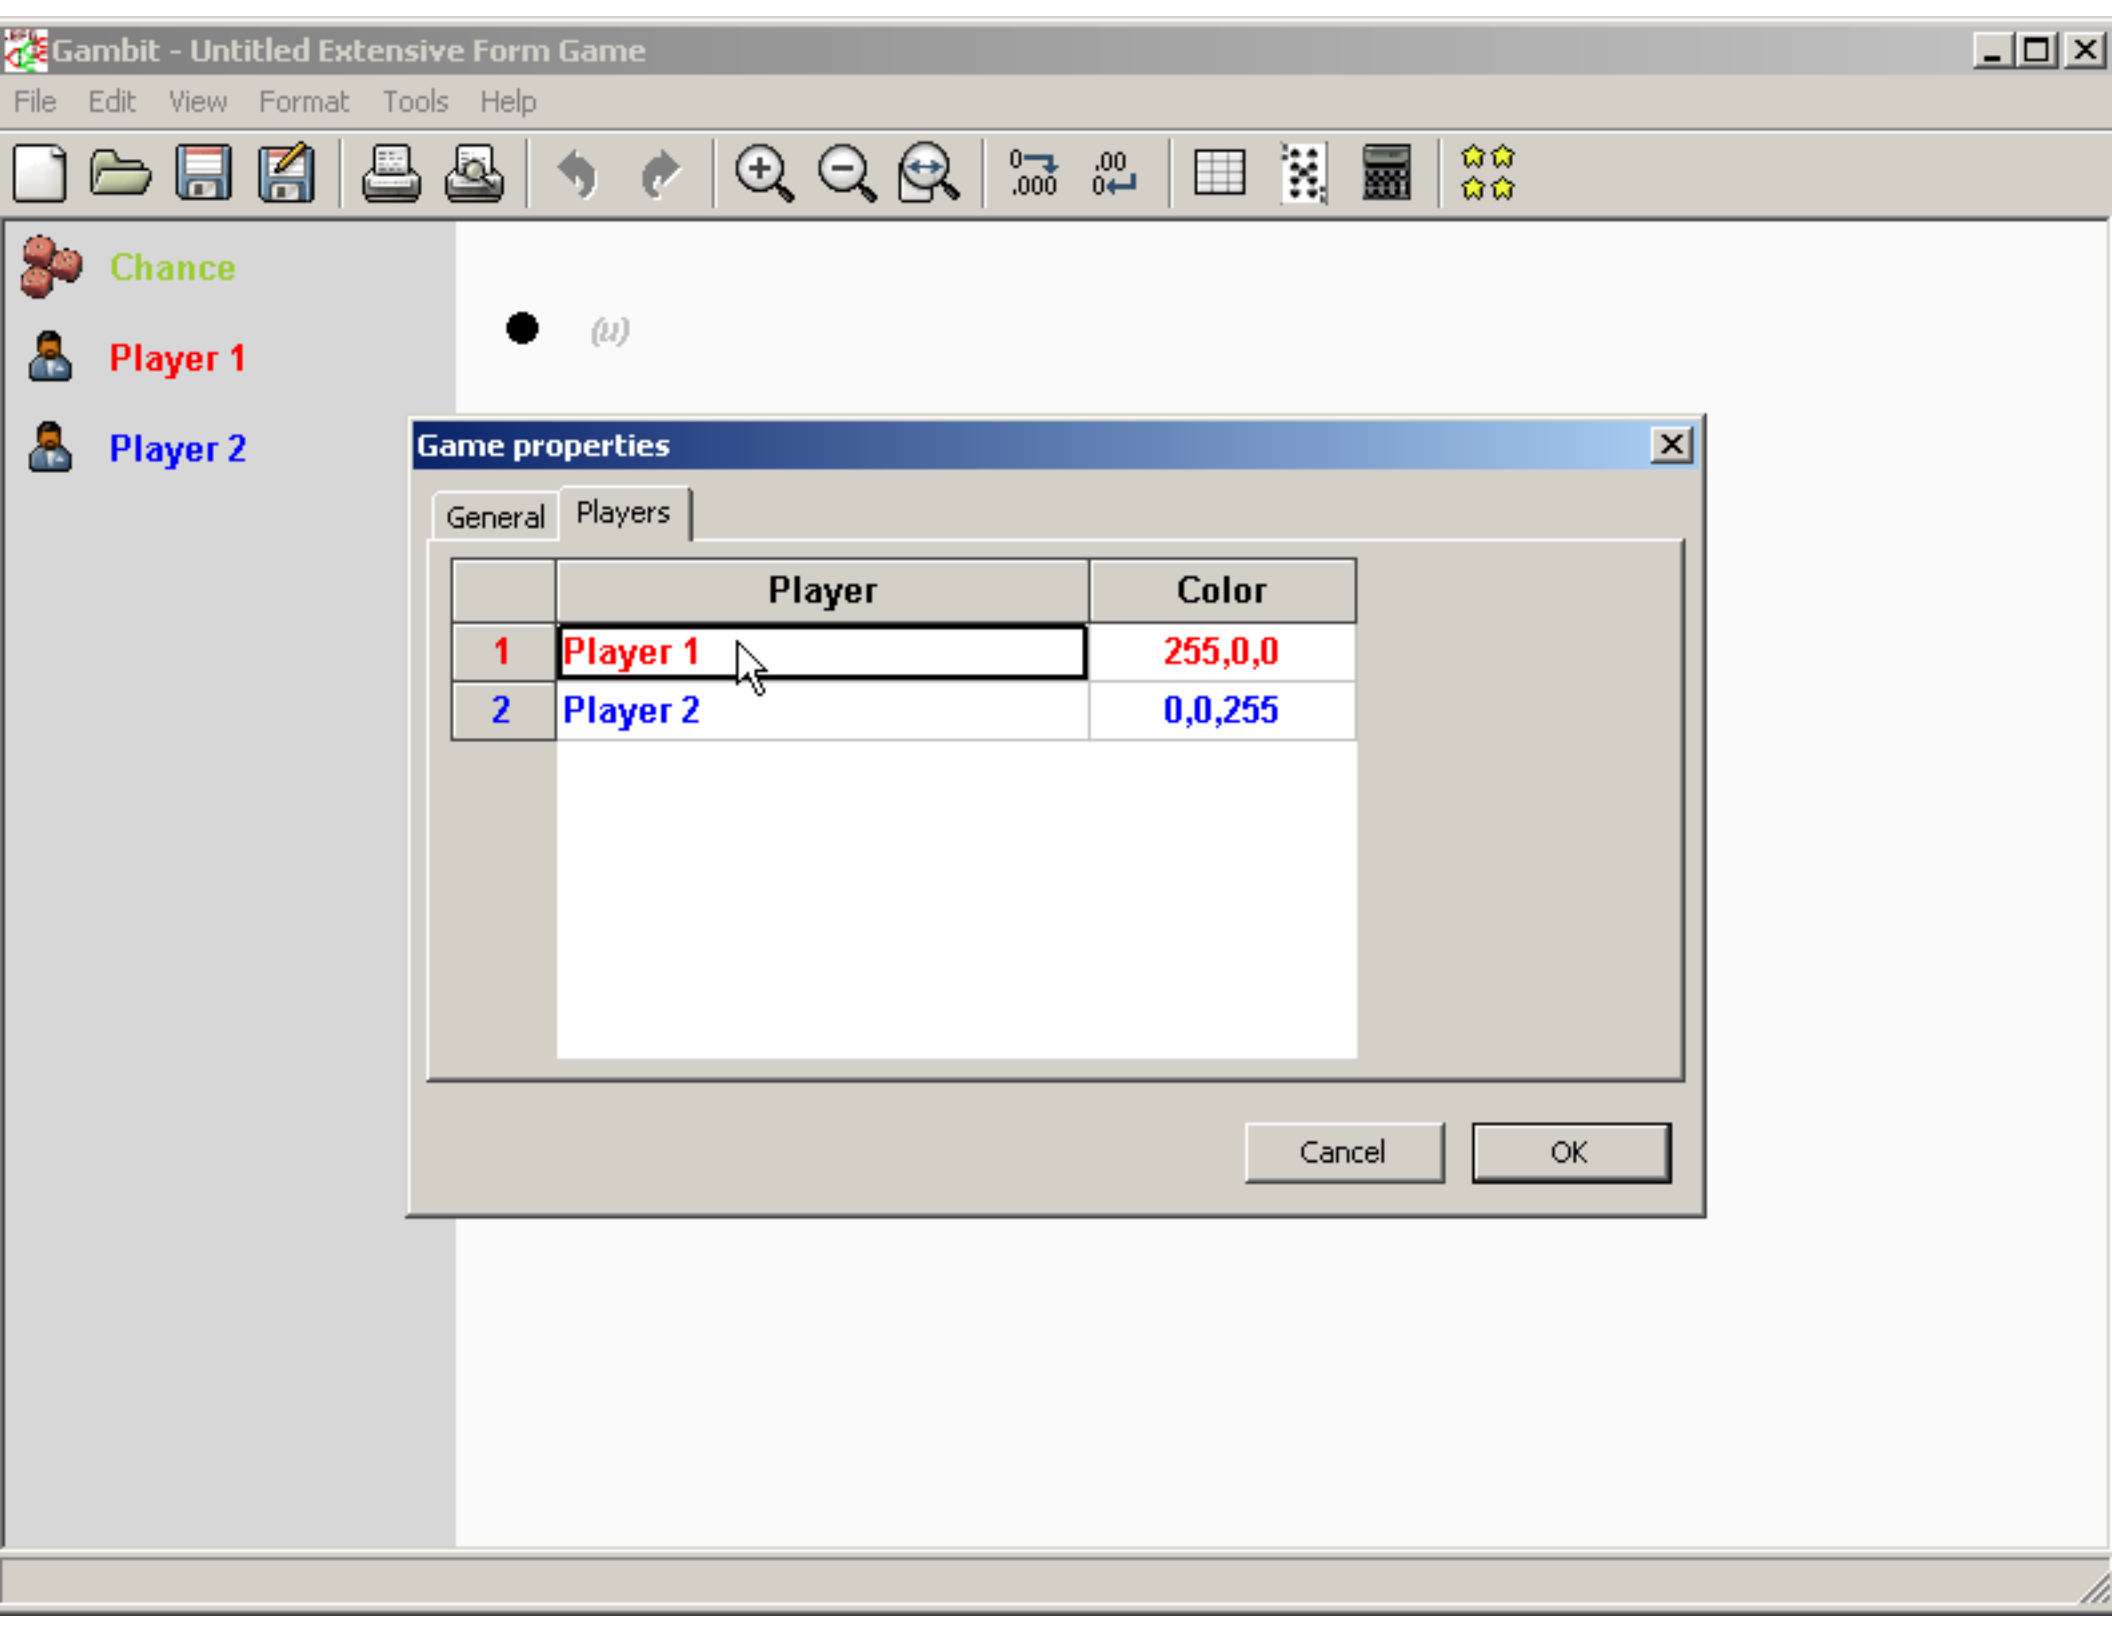 Gambit - Untitled Extensive Form Game
File Edit View Format Tools Help
0 .000 .00 0
Chance
(u)
Player 1
Player 2
Game properties
General Players
Player Color
1 Player 1 255,0,0
2 Player 2 0,0,255
Cancel OK